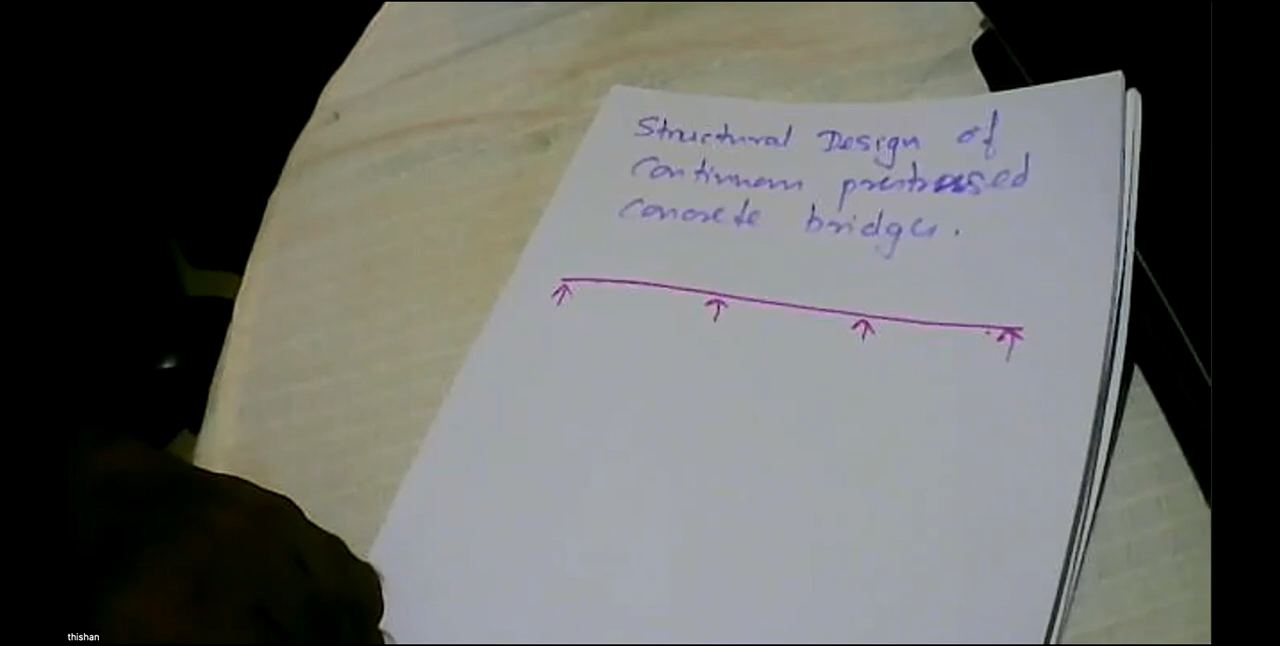 Structural Design of
Continuous prestressed
concrete bridges.
thishan